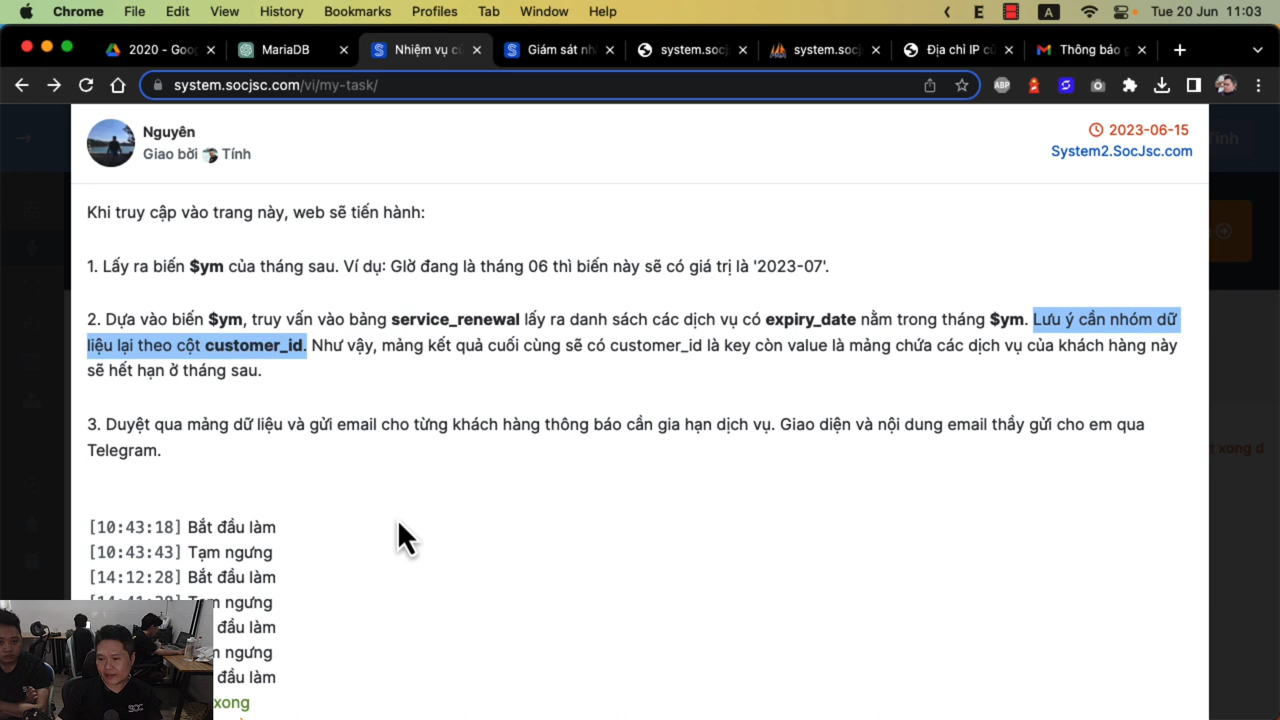 Chrome File Edit View History Bookmarks Profiles Tab Window Help E A Tue 20 Jun 11:03
2020 - Goo MariaDB Nhiệm vụ củ Giám sát nh system.socj system.socj Địa chỉ IP củ Thông báo g
system.socjsc.com/vi/my-task/ ABP
Nguyên
Giao bởi Tính
2023-06-15
System2.SocJsc.com
Tính
Khi truy cập vào trang này, web sẽ tiến hành:
1. Lấy ra biến $ym của tháng sau. Ví dụ: GIờ đang là tháng 06 thì biến này sẽ có giá trị là '2023-07'.
2. Dựa vào biến $ym, truy vấn vào bảng service_renewal lấy ra danh sách các dịch vụ có expiry_date nằm trong tháng $ym. Lưu ý cần nhóm dữ
liệu lại theo cột customer_id. Như vậy, mảng kết quả cuối cùng sẽ có customer_id là key còn value là mảng chứa các dịch vụ của khách hàng này
sẽ hết hạn ở tháng sau.
3. Duyệt qua mảng dữ liệu và gửi email cho từng khách hàng thông báo cần gia hạn dịch vụ. Giao diện và nội dung email thầy gửi cho em qua
Telegram.
t xong d
[10:43:18] Bắt đầu làm
[10:43:43] Tạm ngưng
[14:12:28] Bắt đầu làm
ngưng
đầu làm
ngưng
đầu làm
xong
SOC